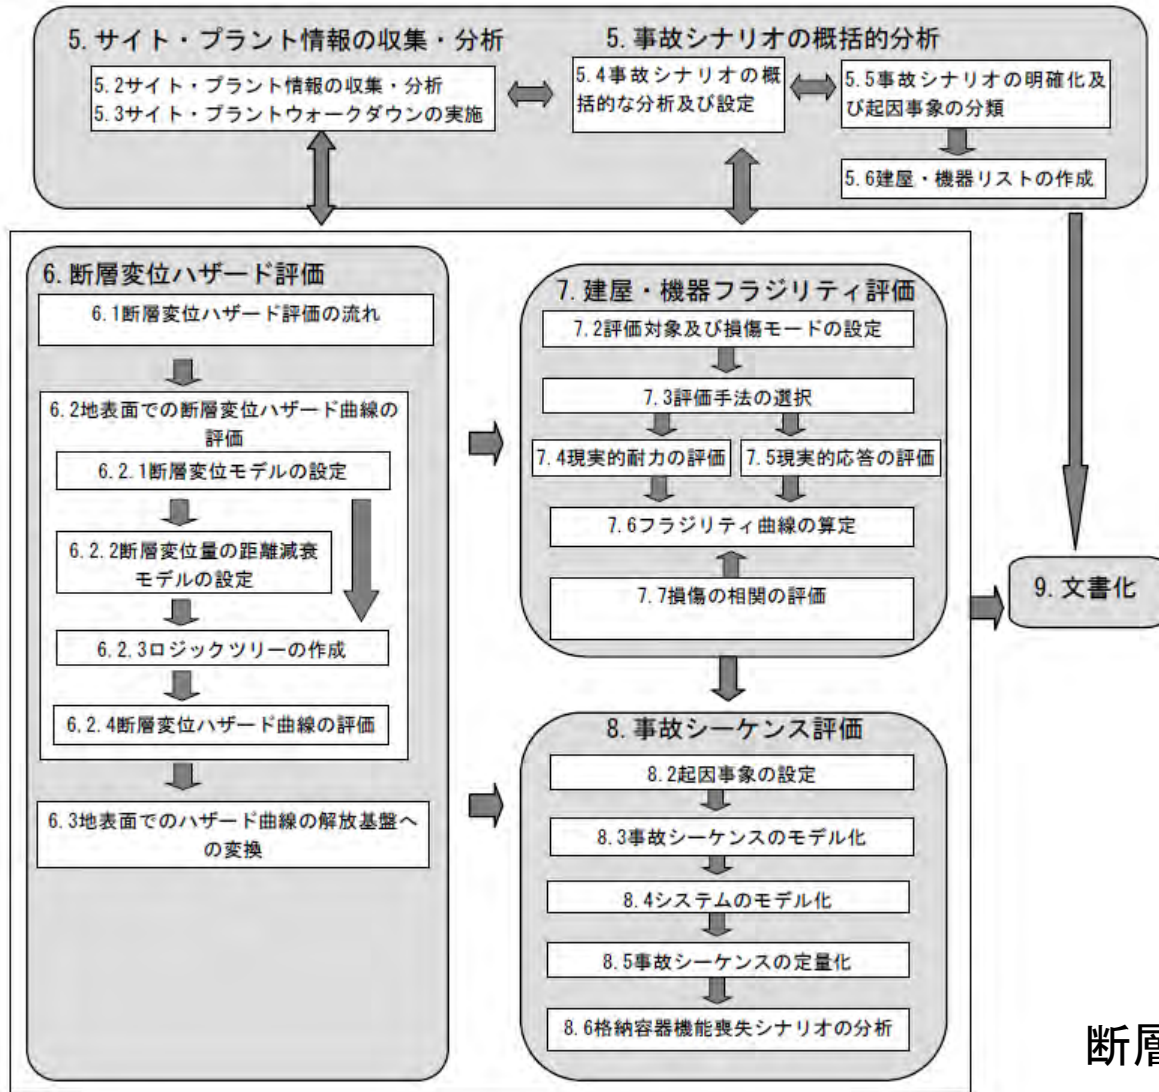 5. サイト・プラント情報の収集・分析
5.2サイト・プラント情報の収集・分析
5.3サイト・プラントウォークダウンの実施
5. 事故シナリオの概括的分析
5.4事故シナリオの概
括的な分析及び設定
5.5事故シナリオの明確化及
び起因事象の分類
5.6建屋・機器リストの作成
6. 断層変位ハザード評価
6.1断層変位ハザード評価の流れ
6.2地表面での断層変位ハザード曲線の
評価
6.2.1断層変位モデルの設定
6.2.2断層変位量の距離減衰
モデルの設定
6.2.3ロジックツリーの作成
6.2.4断層変位ハザード曲線の評価
6.3地表面でのハザード曲線の解放基盤へ
の変換
7. 建屋・機器フラジリティ評価
7.2評価対象及び損傷モードの設定
7.3評価手法の選択
7.4現実的耐力の評価
7.5現実的応答の評価
7.6フラジリティ曲線の算定
7.7損傷の相関の評価
8. 事故シーケンス評価
8.2起因事象の設定
8.3事故シーケンスのモデル化
8.4システムのモデル化
8.5事故シーケンスの定量化
8.6格納容器機能喪失シナリオの分析
9. 文書化
断層